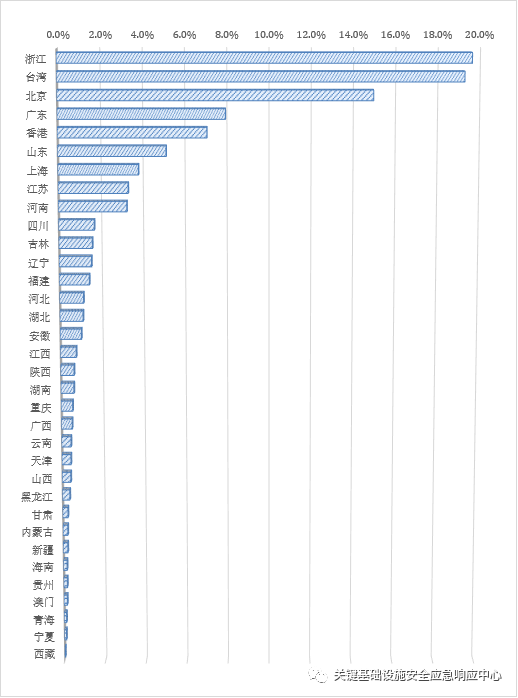 0.0% 2.0% 4.0% 6.0% 8.0% 10.0% 12.0% 14.0% 16.0% 18.0% 20.0%
浙江
台湾
北京
广东
香港
山东
上海
江苏
河南
四川
吉林
辽宁
福建
河北
湖北
安徽
江西
陕西
湖南
重庆
广西
云南
天津
山西
黑龙江
甘肃
内蒙古
新疆
海南
贵州
澳门
青海
宁夏
西藏
关键基础设施安全应急响应中心